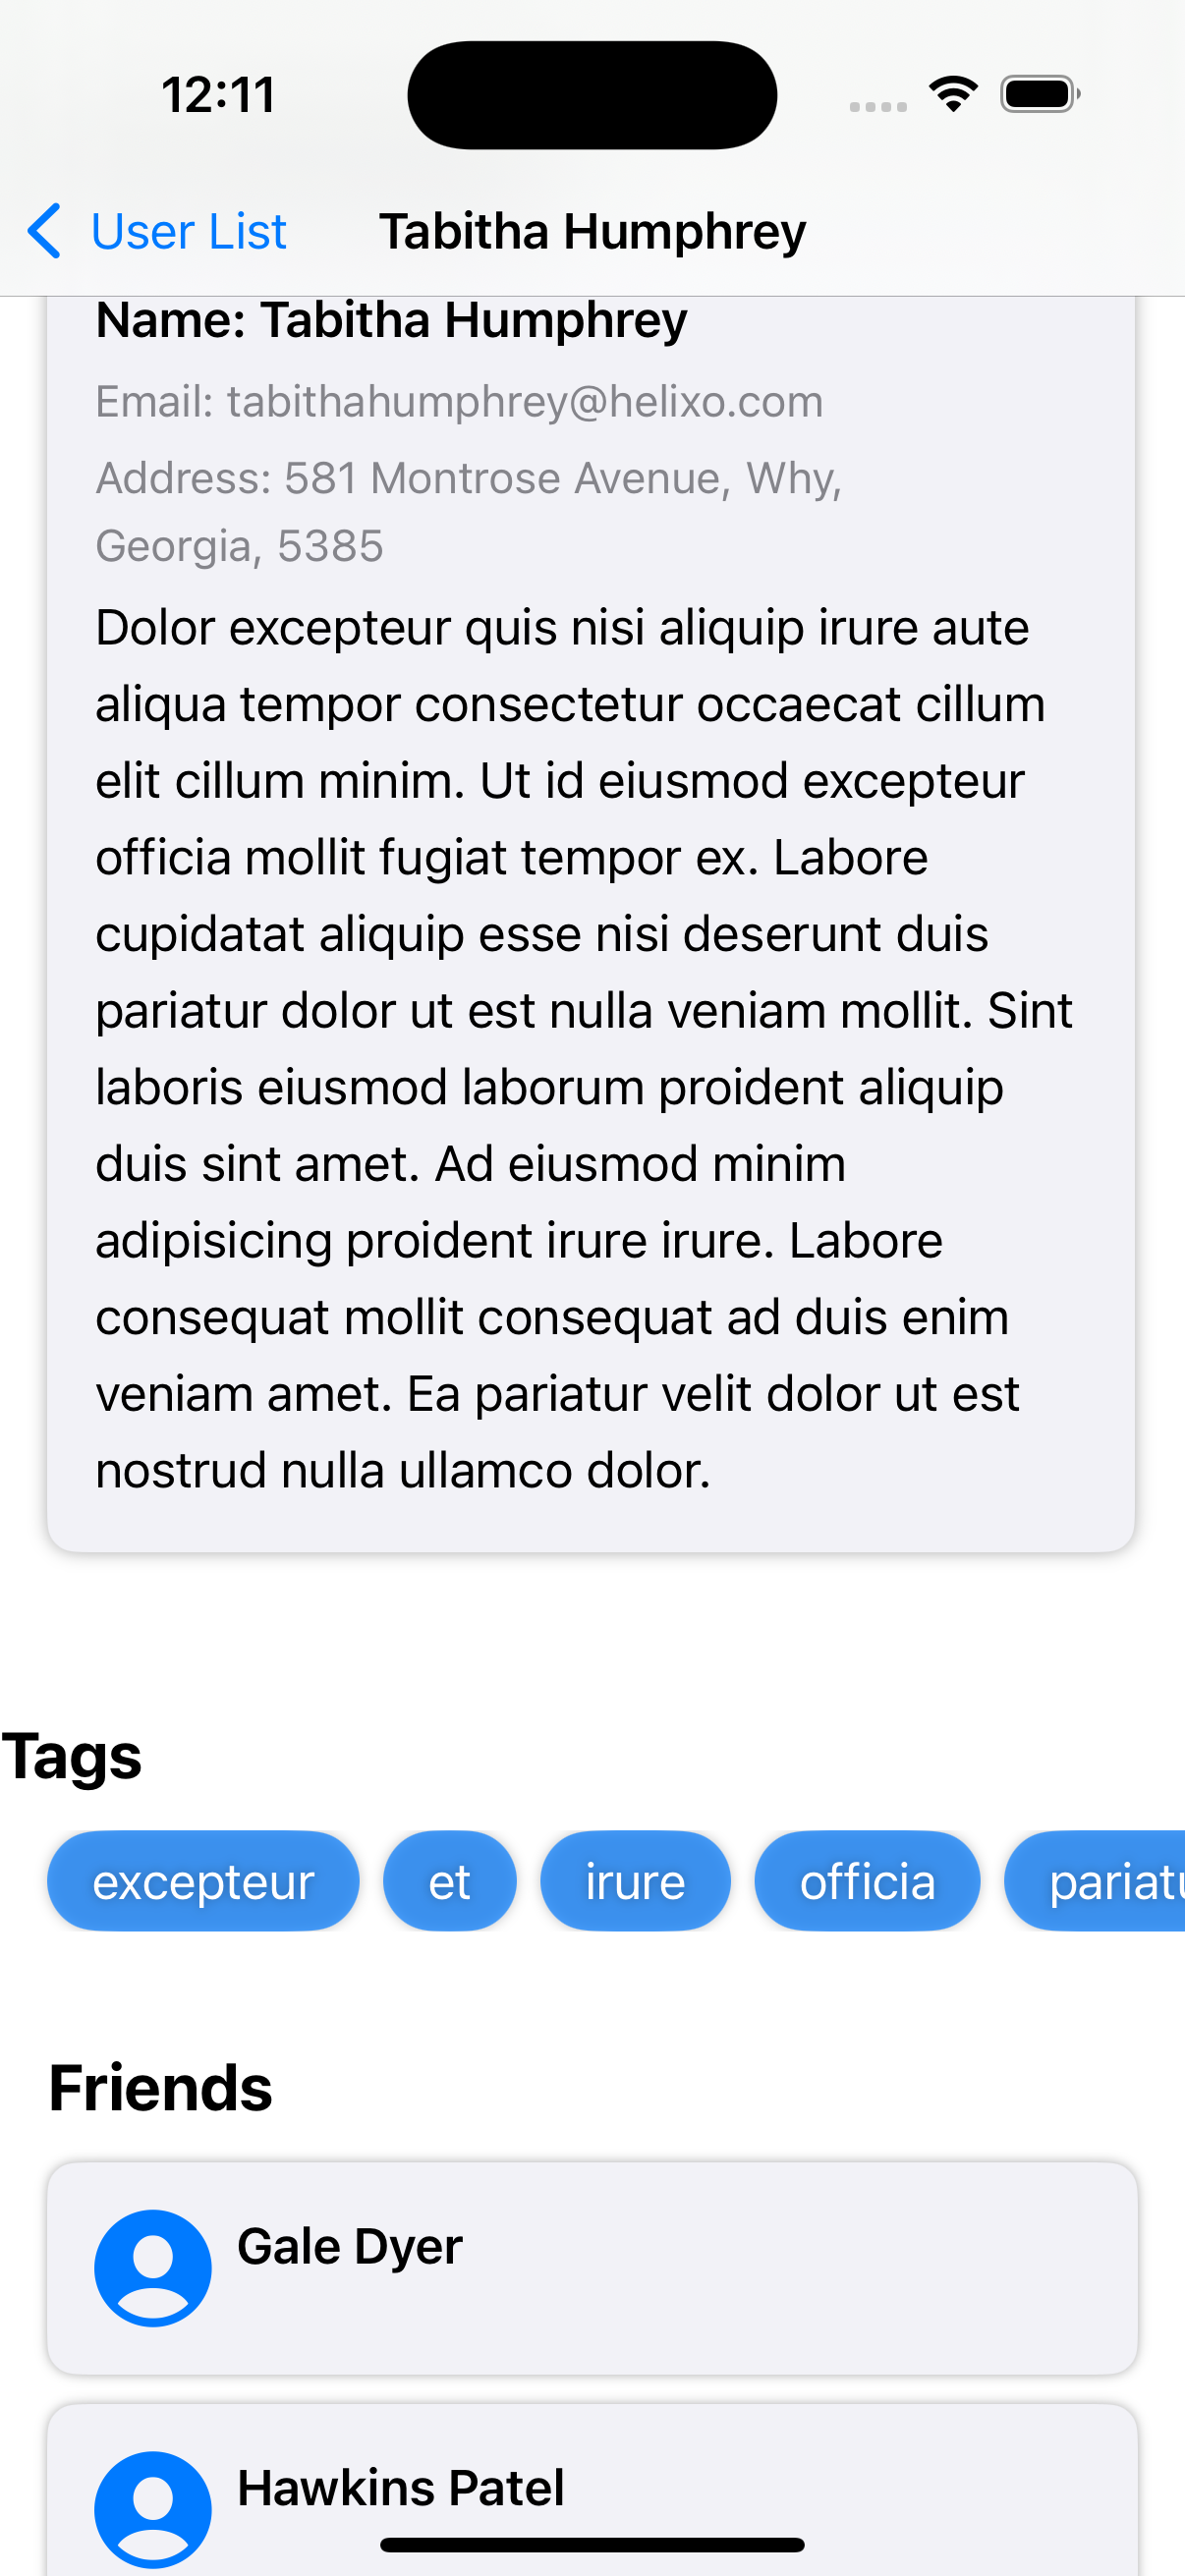 12:11
User List
Tabitha Humphrey
Name: Tabitha Humphrey
Email: tabithahumphrey@helixo.com
Address: 581 Montrose Avenue, Why,
Georgia, 5385
Dolor excepteur quis nisi aliquip irure aute
aliqua tempor consectetur occaecat cillum
elit cillum minim. Ut id eiusmod excepteur
officia mollit fugiat tempor ex. Labore
cupidatat aliquip esse nisi deserunt duis
pariatur dolor ut est nulla veniam mollit. Sint
laboris eiusmod laborum proident aliquip
duis sint amet. Ad eiusmod minim
adipisicing proident irure irure. Labore
consequat mollit consequat ad duis enim
veniam amet. Ea pariatur velit dolor ut est
nostrud nulla ullamco dolor.
Tags
excepteur et irure officia
Friends
Gale Dyer
Hawkins Patel